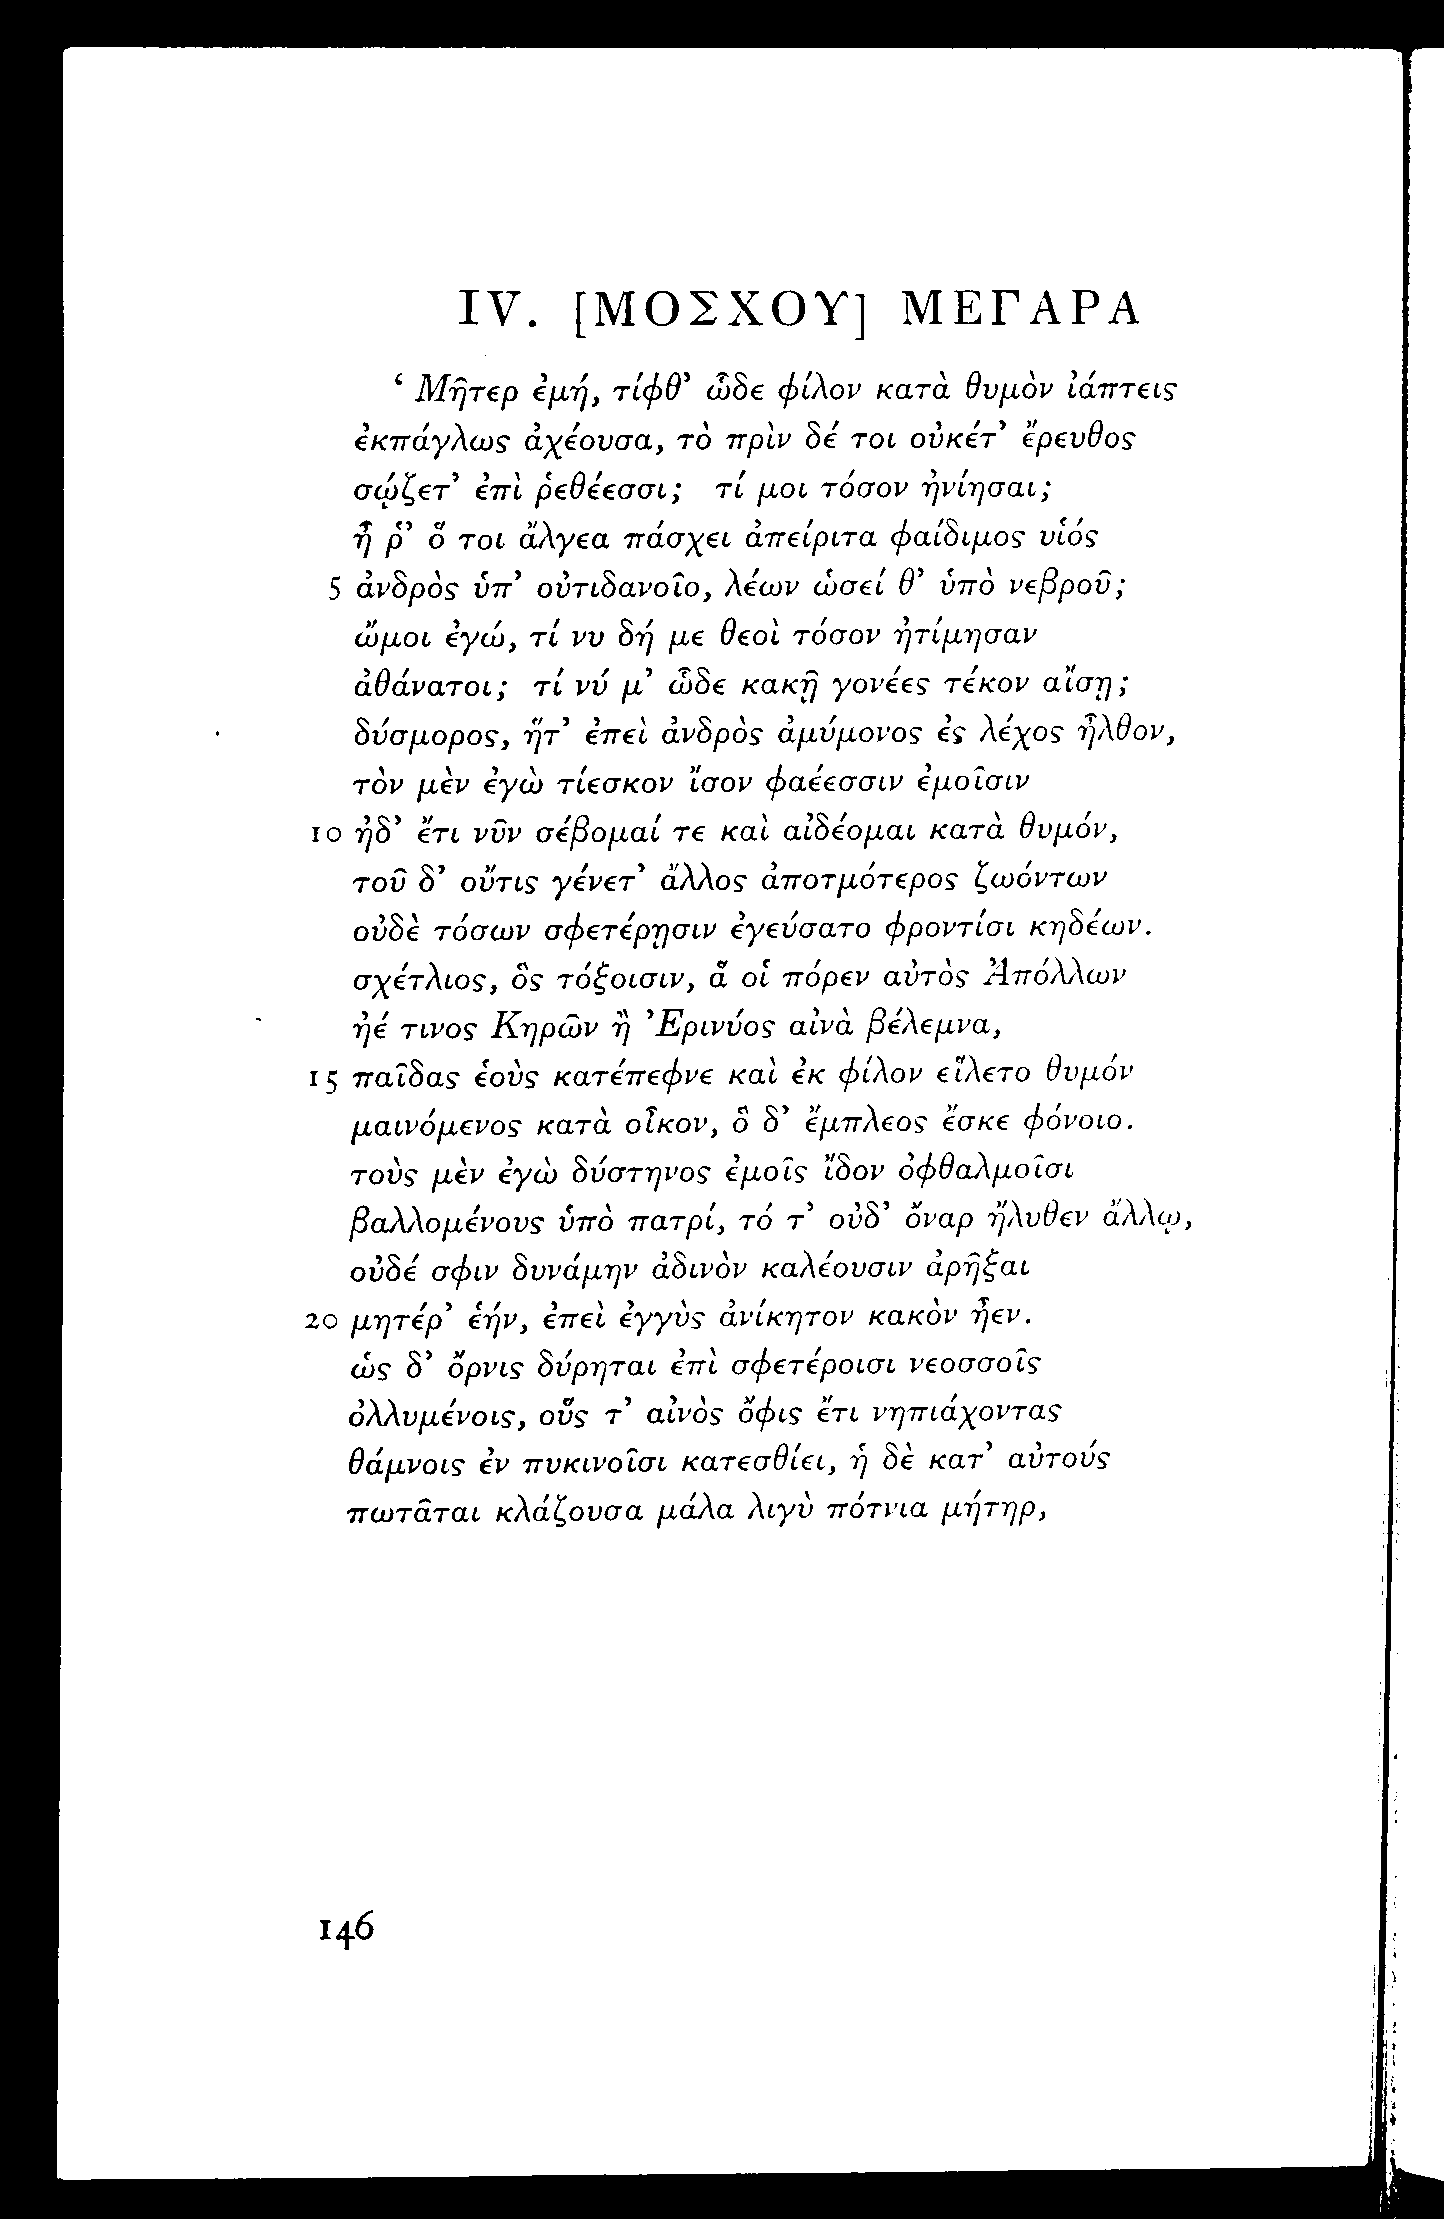 IV. [ΜΟΣΧΟΥ] ΜΕΓΑΡΑ
‘ Μῆτερ ἐμή, τίφθ’ ὧδε φίλον κατὰ θυμὸν ἰάπτεις
ἐκπάγλως ἀχέουσα, τὸ πρὶν δέ τοι οὐκέτ’ ἔρευθος
σῴζετ’ ἐπὶ ῥεθέεσσι; τί μοι τόσον ἠνίησαι;
ἦ ῥ’ ὅ τοι ἄλγεα πάσχει ἀπείριτα φαίδιμος υἱός
5 ἀνδρὸς ὑπ’ οὐτιδανοῖο, λέων ὡσεί θ’ ὑπὸ νεβροῦ;
ὤμοι ἐγώ, τί νυ δή με θεοὶ τόσον ἠτίμησαν
ἀθάνατοι; τί νύ μ’ ὧδε κακῇ γονέες τέκον αἴσῃ;
δύσμορος, ἥτ’ ἐπεὶ ἀνδρὸς ἀμύμονος ἐς λέχος ἦλθον,
τὸν μὲν ἐγὼ τίεσκον ἴσον φαέεσσιν ἐμοῖσιν
10 ἠδ’ ἔτι νῦν σέβομαί τε καὶ αἰδέομαι κατὰ θυμόν,
τοῦ δ’ οὔτις γένετ’ ἄλλος ἀποτμότερος ζωόντων
οὐδὲ τόσων σφετέρῃσιν ἐγεύσατο φροντίσι κηδέων.
σχέτλιος, ὃς τόξοισιν, ἅ οἱ πόρεν αὐτὸς Ἀπόλλων
ἠέ τινος Κηρῶν ἢ Ἐρινύος αἰνὰ βέλεμνα,
15 παῖδας ἑοὺς κατέπεφνε καὶ ἐκ φίλον εἵλετο θυμόν
μαινόμενος κατὰ οἶκον, ὃ δ’ ἔμπλεος ἔσκε φόνοιο.
τοὺς μὲν ἐγὼ δύστηνος ἐμοῖς ἴδον ὀφθαλμοῖσι
βαλλομένους ὑπὸ πατρί, τό τ’ οὐδ’ ὄναρ ἤλυθεν ἄλλῳ,
οὐδέ σφιν δυνάμην ἀδινὸν καλέουσιν ἀρῆξαι
20 μητέρ’ ἑήν, ἐπεὶ ἐγγὺς ἀνίκητον κακὸν ἦεν.
ὡς δ’ ὄρνις δύρηται ἐπὶ σφετέροισι νεοσσοῖς
ὀλλυμένοις, οὕς τ’ αἰνὸς ὄφις ἔτι νηπιάχοντας
θάμνοις ἐν πυκινοῖσι κατεσθίει, ἡ δὲ κατ’ αὐτούς
πωτᾶται κλάζουσα μάλα λιγὺ πότνια μήτηρ,
146